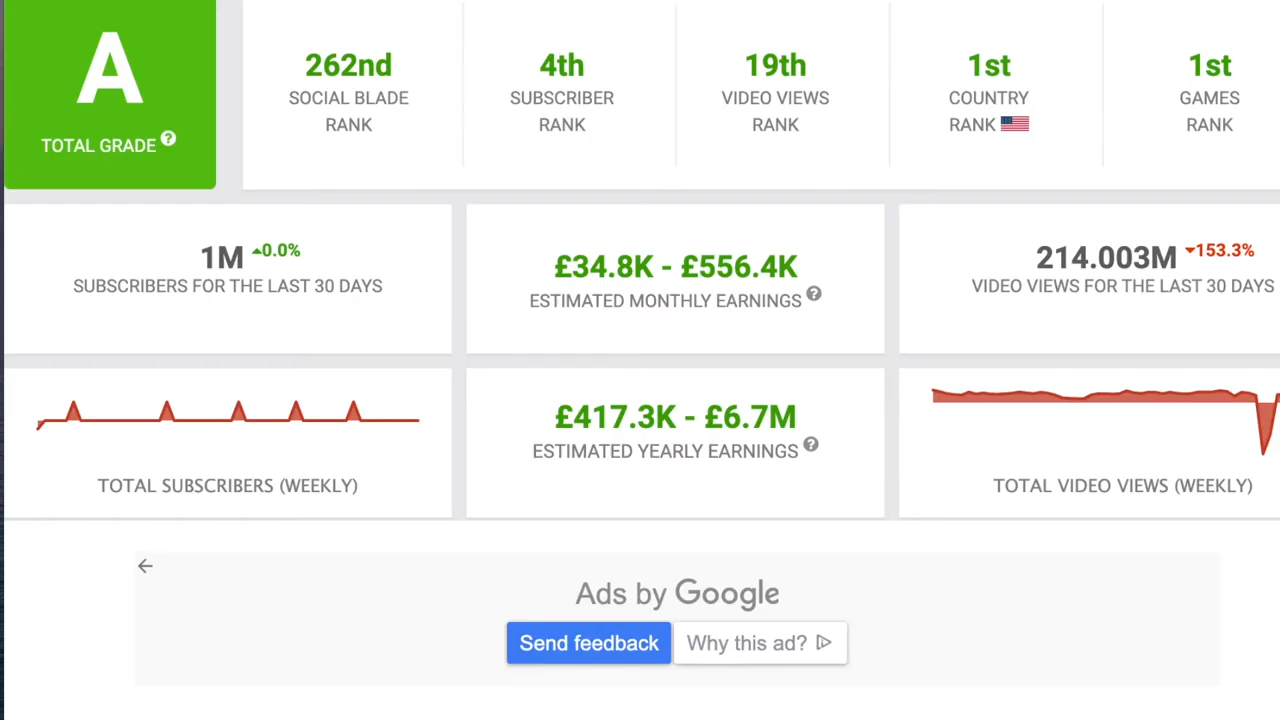 A
TOTAL GRADE ?
262nd
SOCIAL BLADE
RANK
4th
SUBSCRIBER
RANK
19th
VIDEO VIEWS
RANK
1st
COUNTRY
RANK
1st
GAMES
RANK
1M 0.0%
SUBSCRIBERS FOR THE LAST 30 DAYS
£34.8K - £556.4K
ESTIMATED MONTHLY EARNINGS ?
214.003M 153.3%
VIDEO VIEWS FOR THE LAST 30 DAYS
TOTAL SUBSCRIBERS (WEEKLY)
£417.3K - £6.7M
ESTIMATED YEARLY EARNINGS ?
TOTAL VIDEO VIEWS (WEEKLY)
Ads by Google
Send feedback
Why this ad?